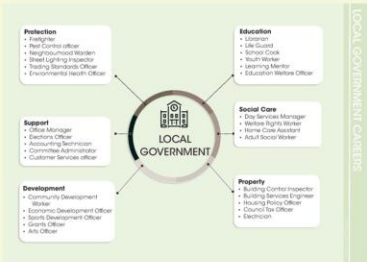 Protection
• Firefighter
• Pest Control officer
• Neighbourhood Warden
• Street Lighting Inspector
• Trading Standards Officer
• Environmental Health Officer
Education
• Librarian
• Life Guard
• School Cook
• Youth Worker
• Learning Mentor
• Education Welfare Officer
Support
• Office Manager
• Elections Officer
• Accounting Technician
• Committee Administrator
• Customer Services officer
LOCAL
GOVERNMENT
Social Care
• Day Services Manager
• Welfare Rights Worker
• Home Care Assistant
• Adult Social Worker
Development
• Community Development
Worker
• Economic Development Officer
• Sports Development Officer
• Grants Officer
• Arts Officer
Property
• Building Control Inspector
• Building Services Engineer
• Housing Policy Officer
• Council Tax Officer
• Electrician
LOCAL GOVERNMENT CAREERS